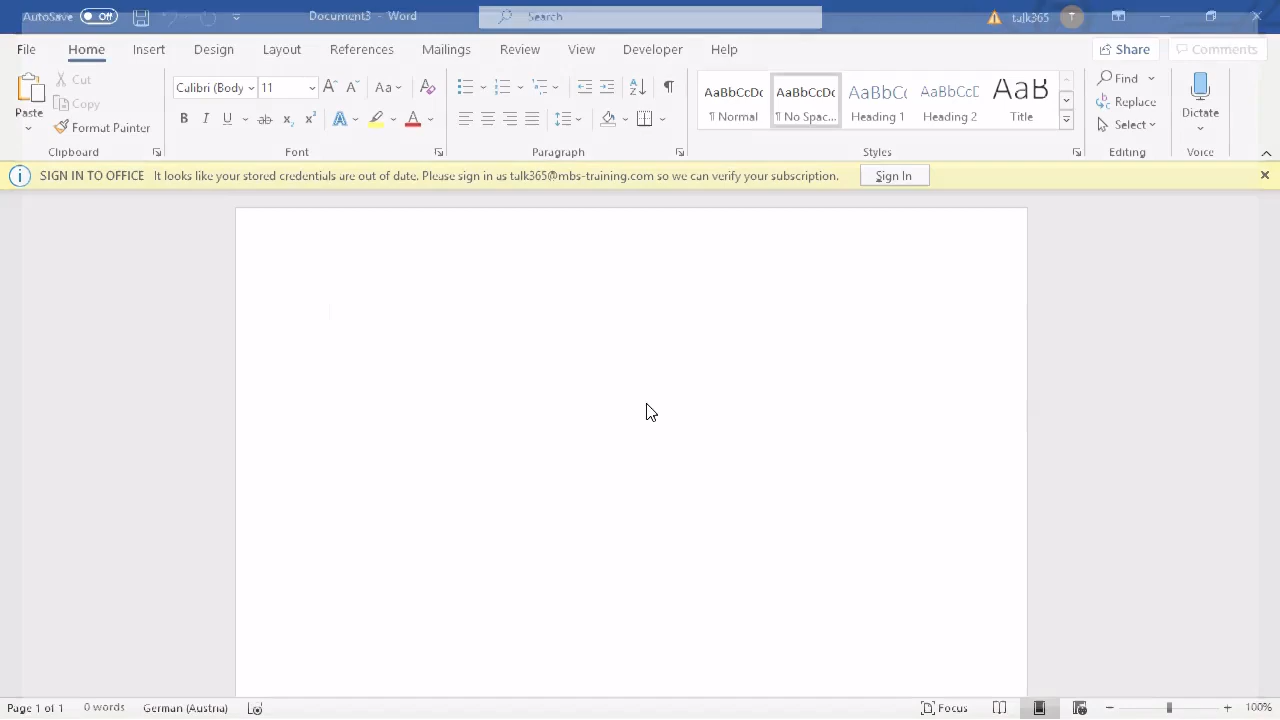 AutoSave Off Document3 - Word Search talk365 T
File Home Insert Design Layout References Mailings Review View Developer Help Share Comments
Paste Cut Copy Format Painter
Clipboard
Calibri (Body 11 Aa
Font
Paragraph
AaBbCcDc AaBbCcDc AaBbCc AaBbCcD AaB
¶ Normal ¶ No Spac... Heading 1 Heading 2 Title
Styles
Find
Replace
Select
Editing
Dictate
Voice
SIGN IN TO OFFICE It looks like your stored credentials are out of date. Please sign in as talk365@mbs-training.com so we can verify your subscription. Sign In
Page 1 of 1 0 words German (Austria) Focus 100%